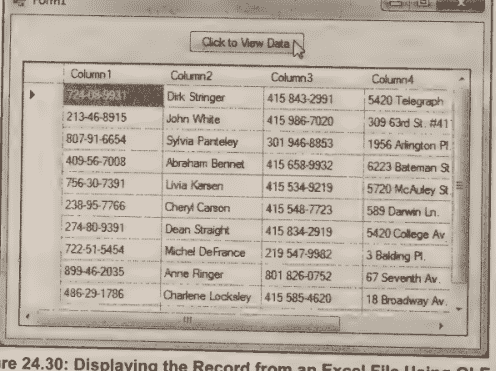 Form1
Click to View Data
Column1 Column2 Column3 Column4
724-08-9931 Dirk Stringer 415 843-2991 5420 Telegraph
213-46-8915 John White 415 986-7020 309 63rd St. #411
807-91-6654 Sylvia Panteley 301 946-8853 1956 Arlington Pl
409-56-7008 Abraham Bennet 415 658-9932 6223 Bateman St
756-30-7391 Livia Karsen 415 534-9219 5720 McAuley St
238-95-7766 Cheryl Carson 415 548-7723 589 Darwin Ln.
274-80-9391 Dean Straight 415 834-2919 5420 College Av
722-51-5454 Michel DeFrance 219 547-9982 3 Balding Pl.
899-46-2035 Anne Ringer 801 826-0752 67 Seventh Av.
486-29-1786 Charlene Locksley 415 585-4620 18 Broadway Av.
re 24.30: Displaying the Record from an Excel File Using OLE